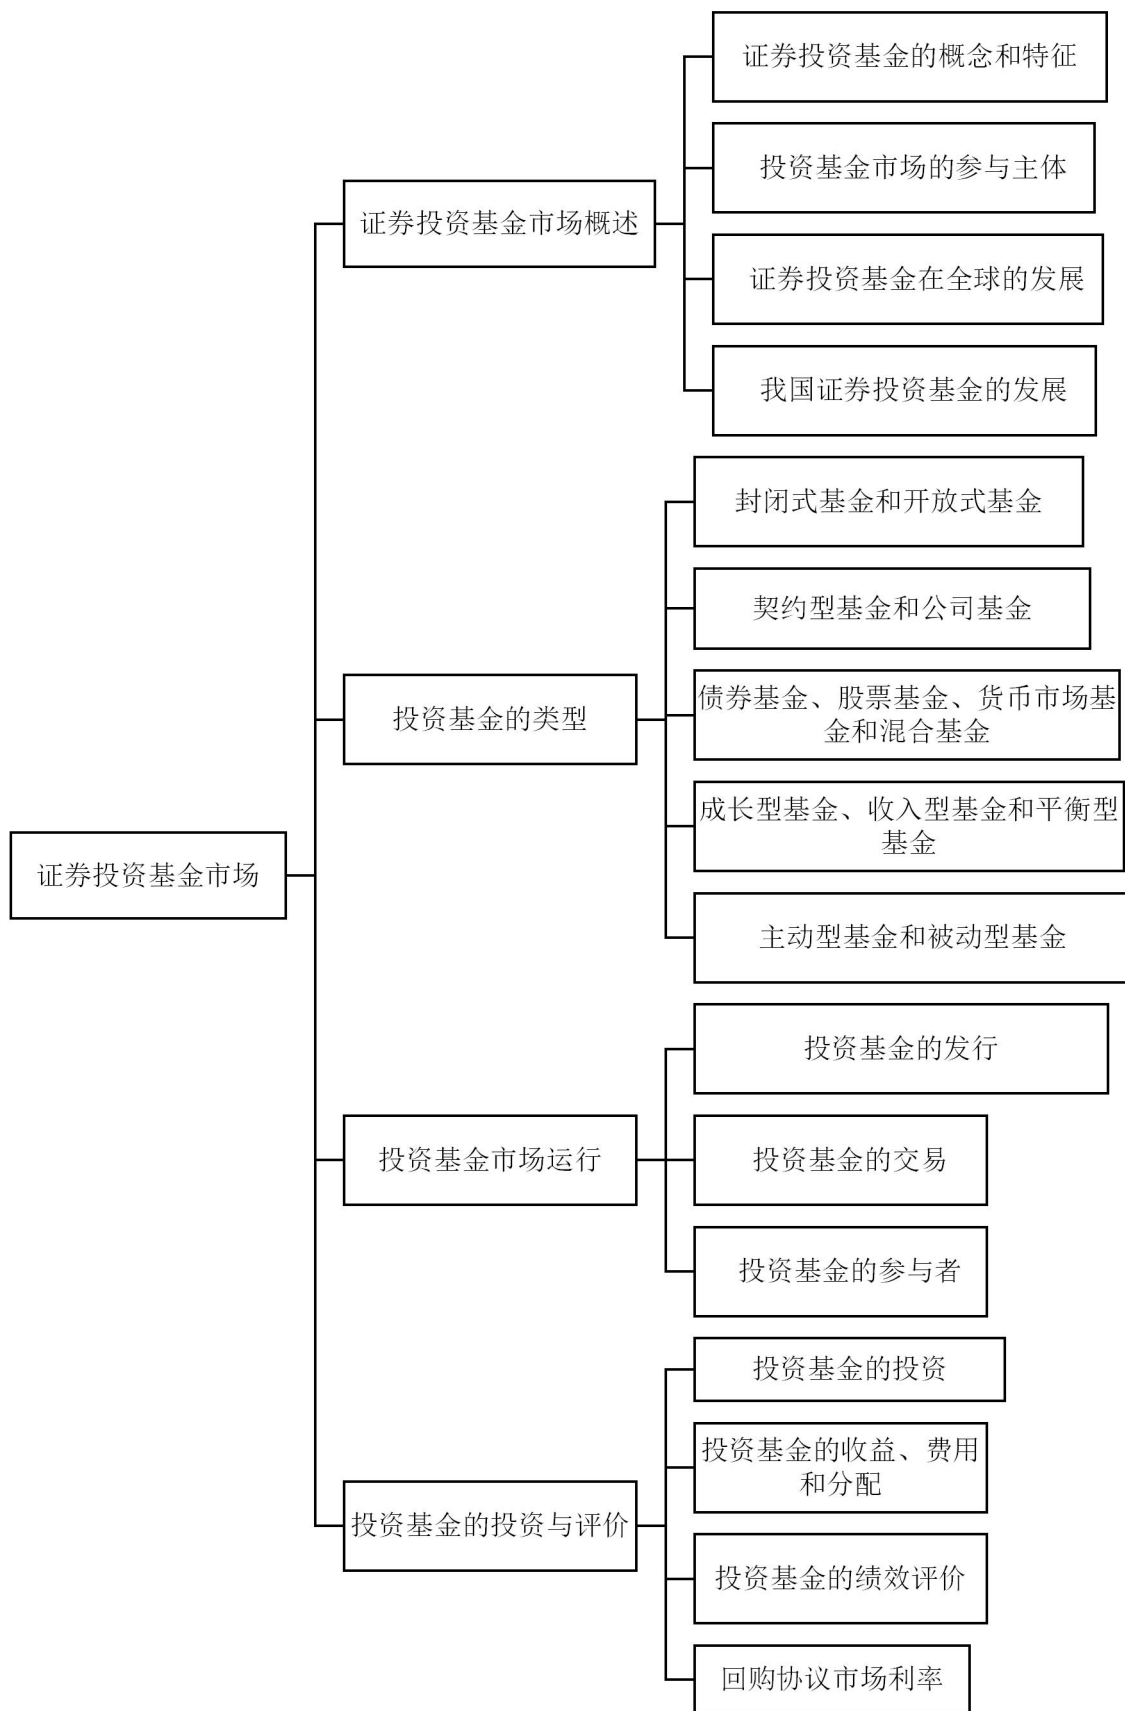 证券投资基金市场
证券投资基金市场概述
证券投资基金的概念和特征
投资基金市场的参与主体
证券投资基金在全球的发展
我国证券投资基金的发展
投资基金的类型
封闭式基金和开放式基金
契约型基金和公司基金
债券基金、股票基金、货币市场基
金和混合基金
成长型基金、收入型基金和平衡型
基金
主动型基金和被动型基金
投资基金市场运行
投资基金的发行
投资基金的交易
投资基金的参与者
投资基金的投资与评价
投资基金的投资
投资基金的收益、费用
和分配
投资基金的绩效评价
回购协议市场利率